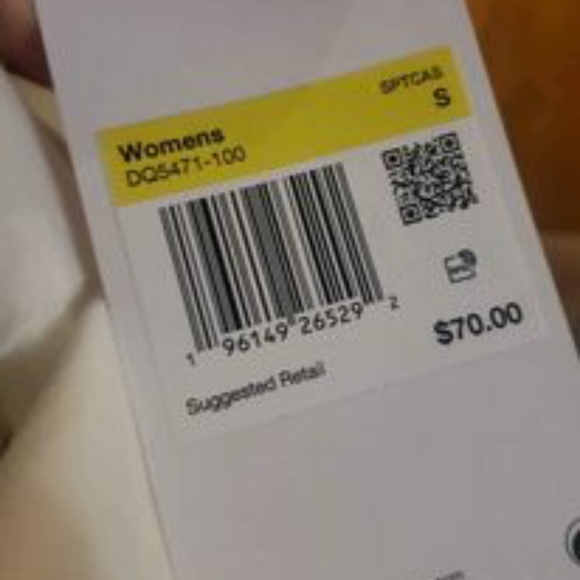 SPTCAS
Womens S
DQ5471-100
1 96149 26529 2
$70.00
Suggested Retail